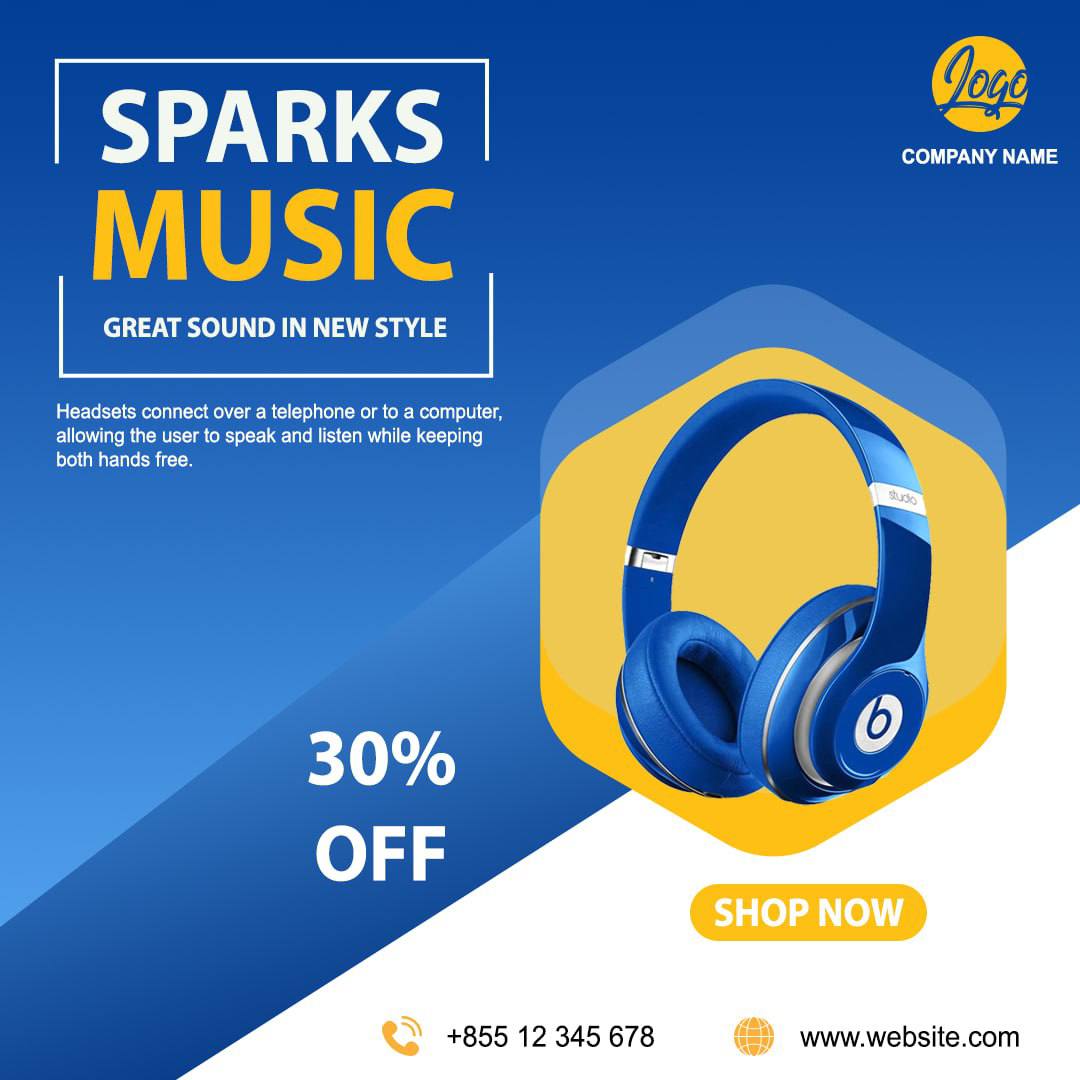 SPARKS
MUSIC
GREAT SOUND IN NEW STYLE
Headsets connect over a telephone or to a computer,
allowing the user to speak and listen while keeping
both hands free.
Logo
COMPANY NAME
studio
b
30%
OFF
SHOP NOW
+855 12 345 678
www.website.com